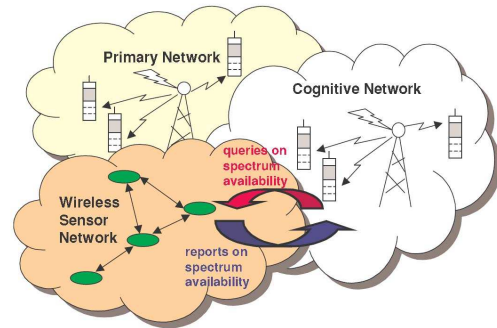 Primary Network
Cognitive Network
queries on
spectrum
availability
Wireless
Sensor
Network
reports on
spectrum
availability